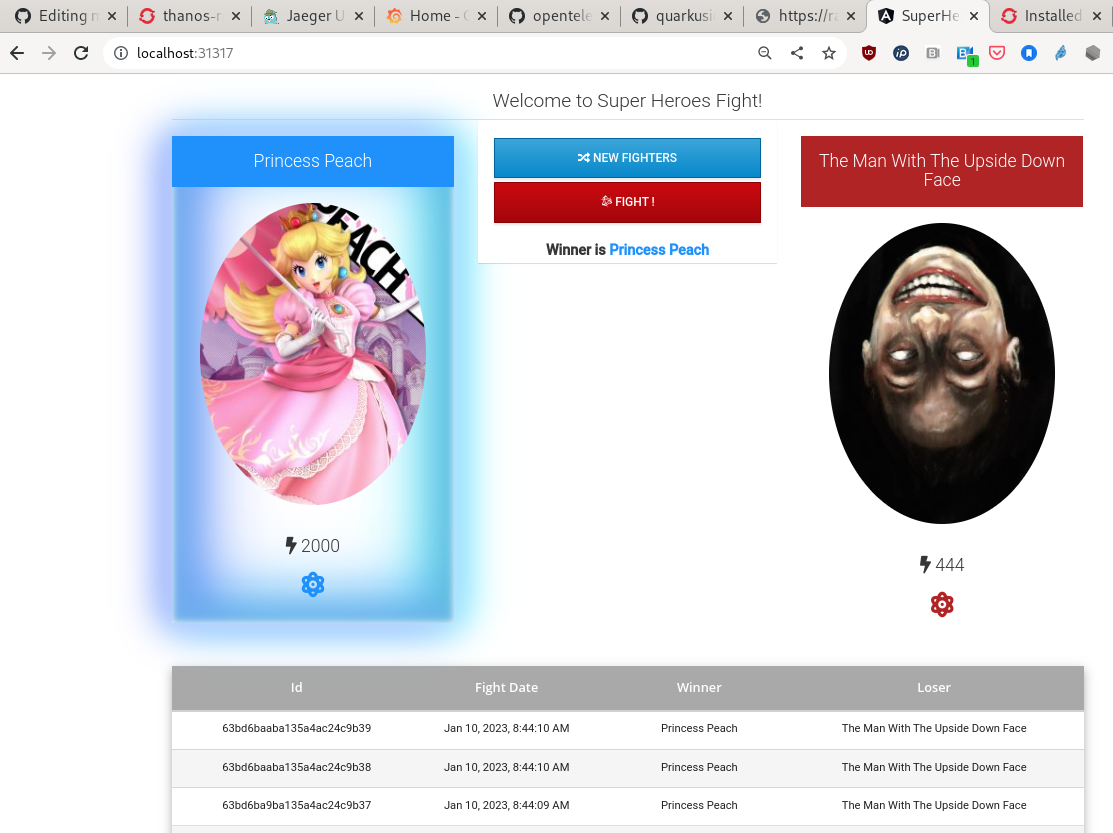 Editing
thanos-r
Jaeger U
Home -
opentele
quarkus
https://r
SuperHe
Installed
localhost:31317
1
Welcome to Super Heroes Fight!
Princess Peach
NEW FIGHTERS
FIGHT !
Winner is Princess Peach
The Man With The Upside Down
Face
PEACH
2000
444
Id Fight Date Winner Loser
63bd6baaba135a4ac24c9b39 Jan 10, 2023, 8:44:10 AM Princess Peach The Man With The Upside Down Face
63bd6baaba135a4ac24c9b38 Jan 10, 2023, 8:44:10 AM Princess Peach The Man With The Upside Down Face
63bd6ba9ba135a4ac24c9b37 Jan 10, 2023, 8:44:09 AM Princess Peach The Man With The Upside Down Face